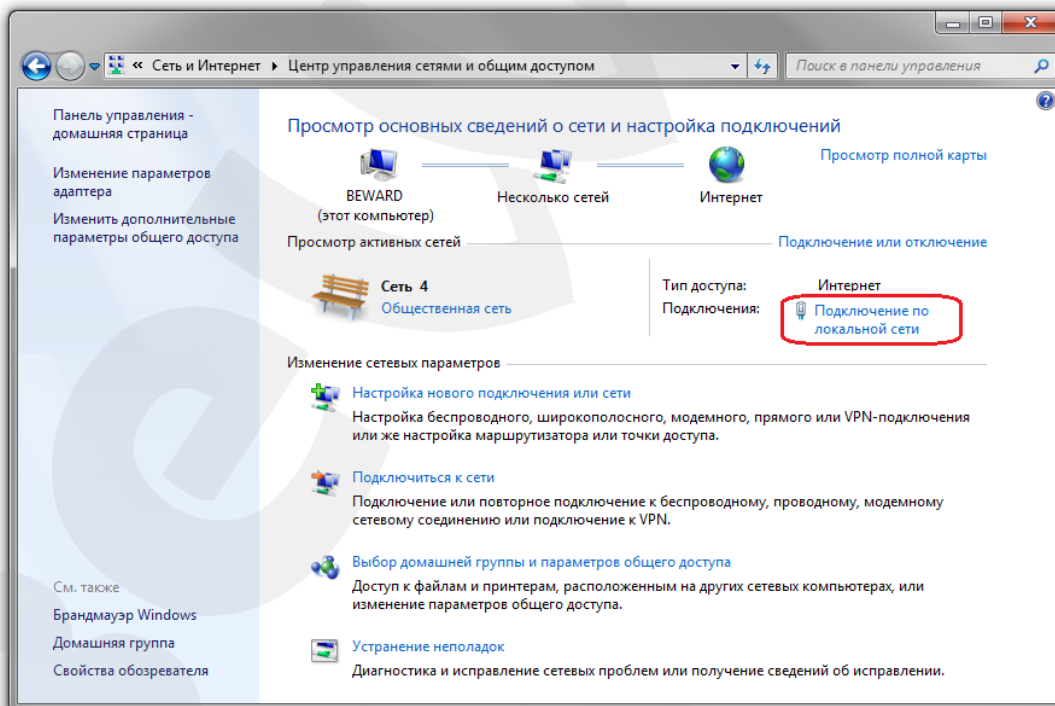 « Сеть и Интернет ▸ Центр управления сетями и общим доступом
Поиск в панели управления
Панель управления -
домашняя страница
Изменение параметров
адаптера
Изменить дополнительные
параметры общего доступа
См. также
Брандмауэр Windows
Домашняя группа
Свойства обозревателя
Просмотр основных сведений о сети и настройка подключений
Просмотр полной карты
BEWARD
(этот компьютер)
Несколько сетей
Интернет
Просмотр активных сетей
Подключение или отключение
Сеть 4
Общественная сеть
Тип доступа: Интернет
Подключения: Подключение по
локальной сети
Изменение сетевых параметров
Настройка нового подключения или сети
Настройка беспроводного, широкополосного, модемного, прямого или VPN-подключения
или же настройка маршрутизатора или точки доступа.
Подключиться к сети
Подключение или повторное подключение к беспроводному, проводному, модемному
сетевому соединению или подключение к VPN.
Выбор домашней группы и параметров общего доступа
Доступ к файлам и принтерам, расположенным на других сетевых компьютерах, или
изменение параметров общего доступа.
Устранение неполадок
Диагностика и исправление сетевых проблем или получение сведений об исправлении.